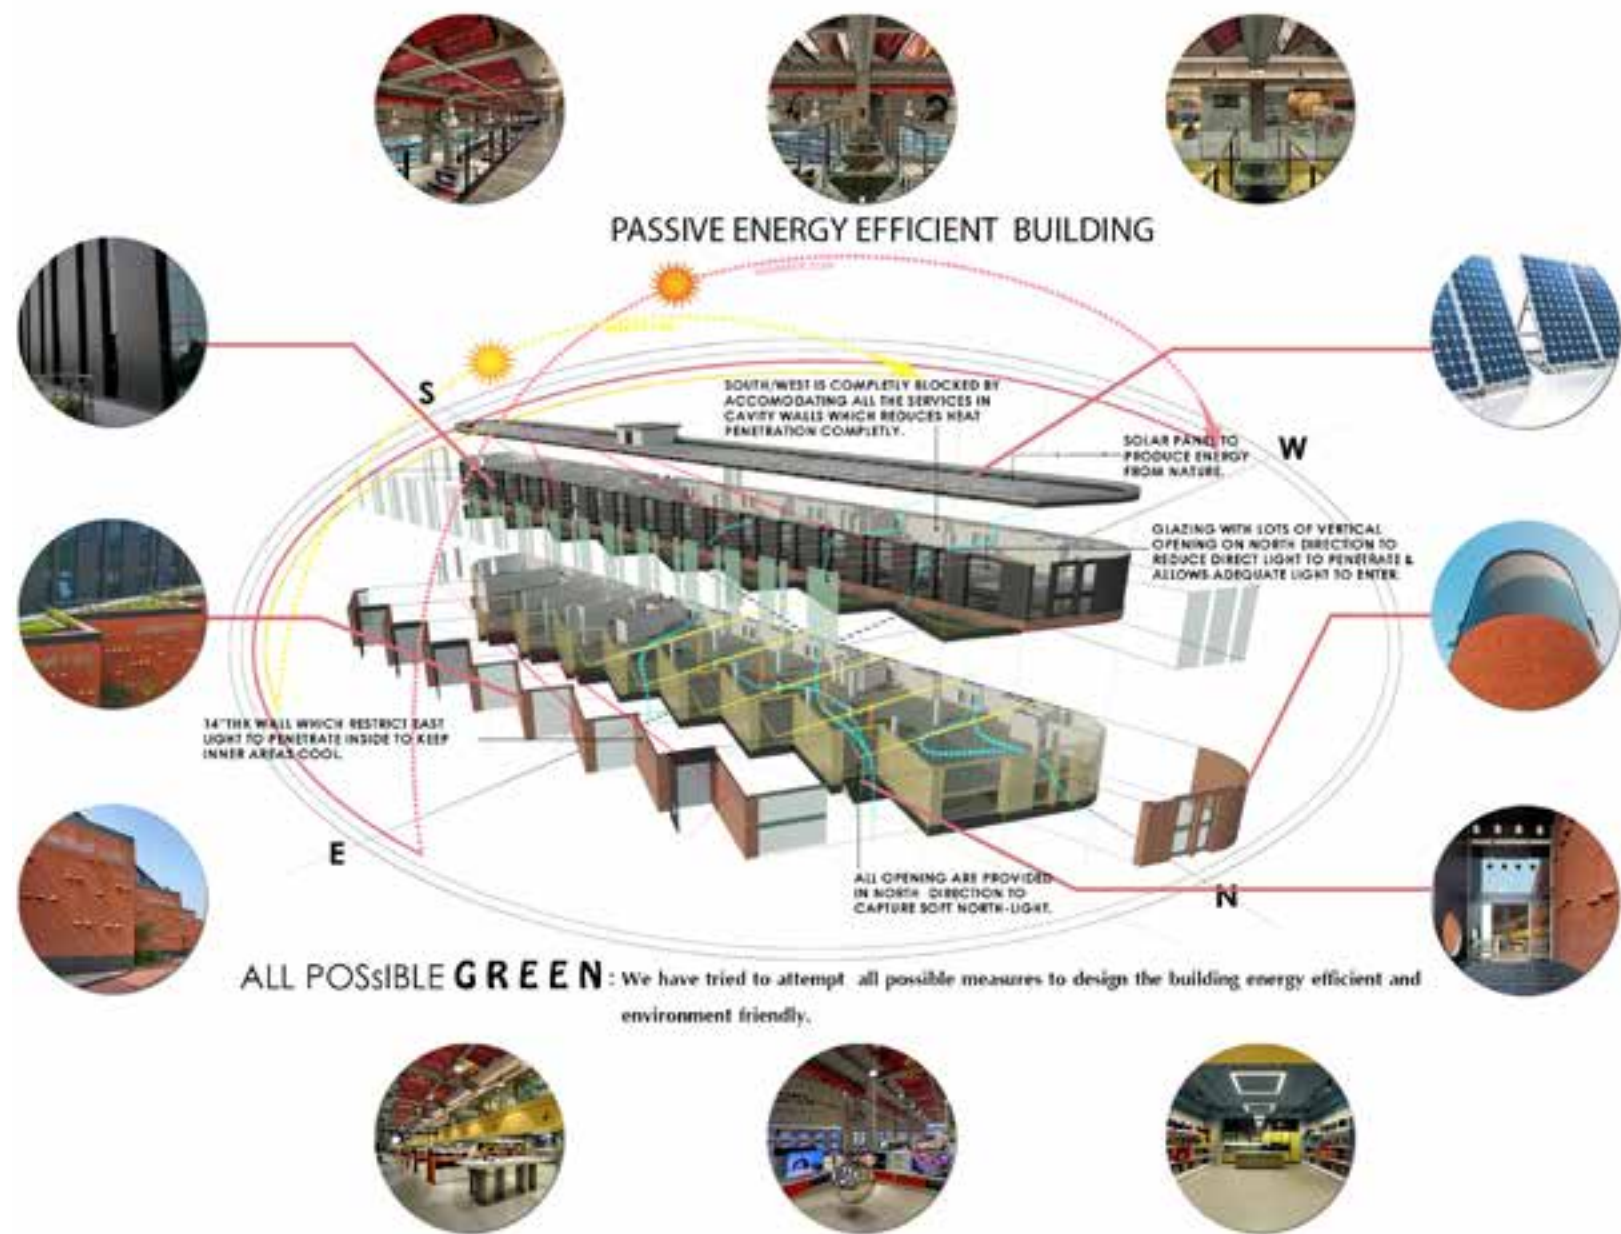 PASSIVE ENERGY EFFICIENT BUILDING
S
SOUTH/WEST IS COMPLETELY BLOCKED BY
ACCOMODATING ALL THE SERVICES IN
CAVITY WALLS WHICH REDUCES HEAT
PENETRATION COMPLETELY.
SOLAR PANEL TO
PRODUCE ENERGY
FROM NATURE.
W
GLAZING WITH LOTS OF VERTICAL
OPENING ON NORTH DIRECTION TO
REDUCE DIRECT LIGHT TO PENETRATE &
ALLOWS ADEQUATE LIGHT TO ENTER.
14"THK WALL WHICH RESTRICT EAST
LIGHT TO PENETRATE INSIDE TO KEEP
INNER AREAS COOL.
E
ALL OPENING ARE PROVIDED
IN NORTH DIRECTION TO
CAPTURE SOFT NORTH-LIGHT.
N
ALL POSsIBLE GREEN : We have tried to attempt all possible measures to design the building energy efficient and
environment friendly.